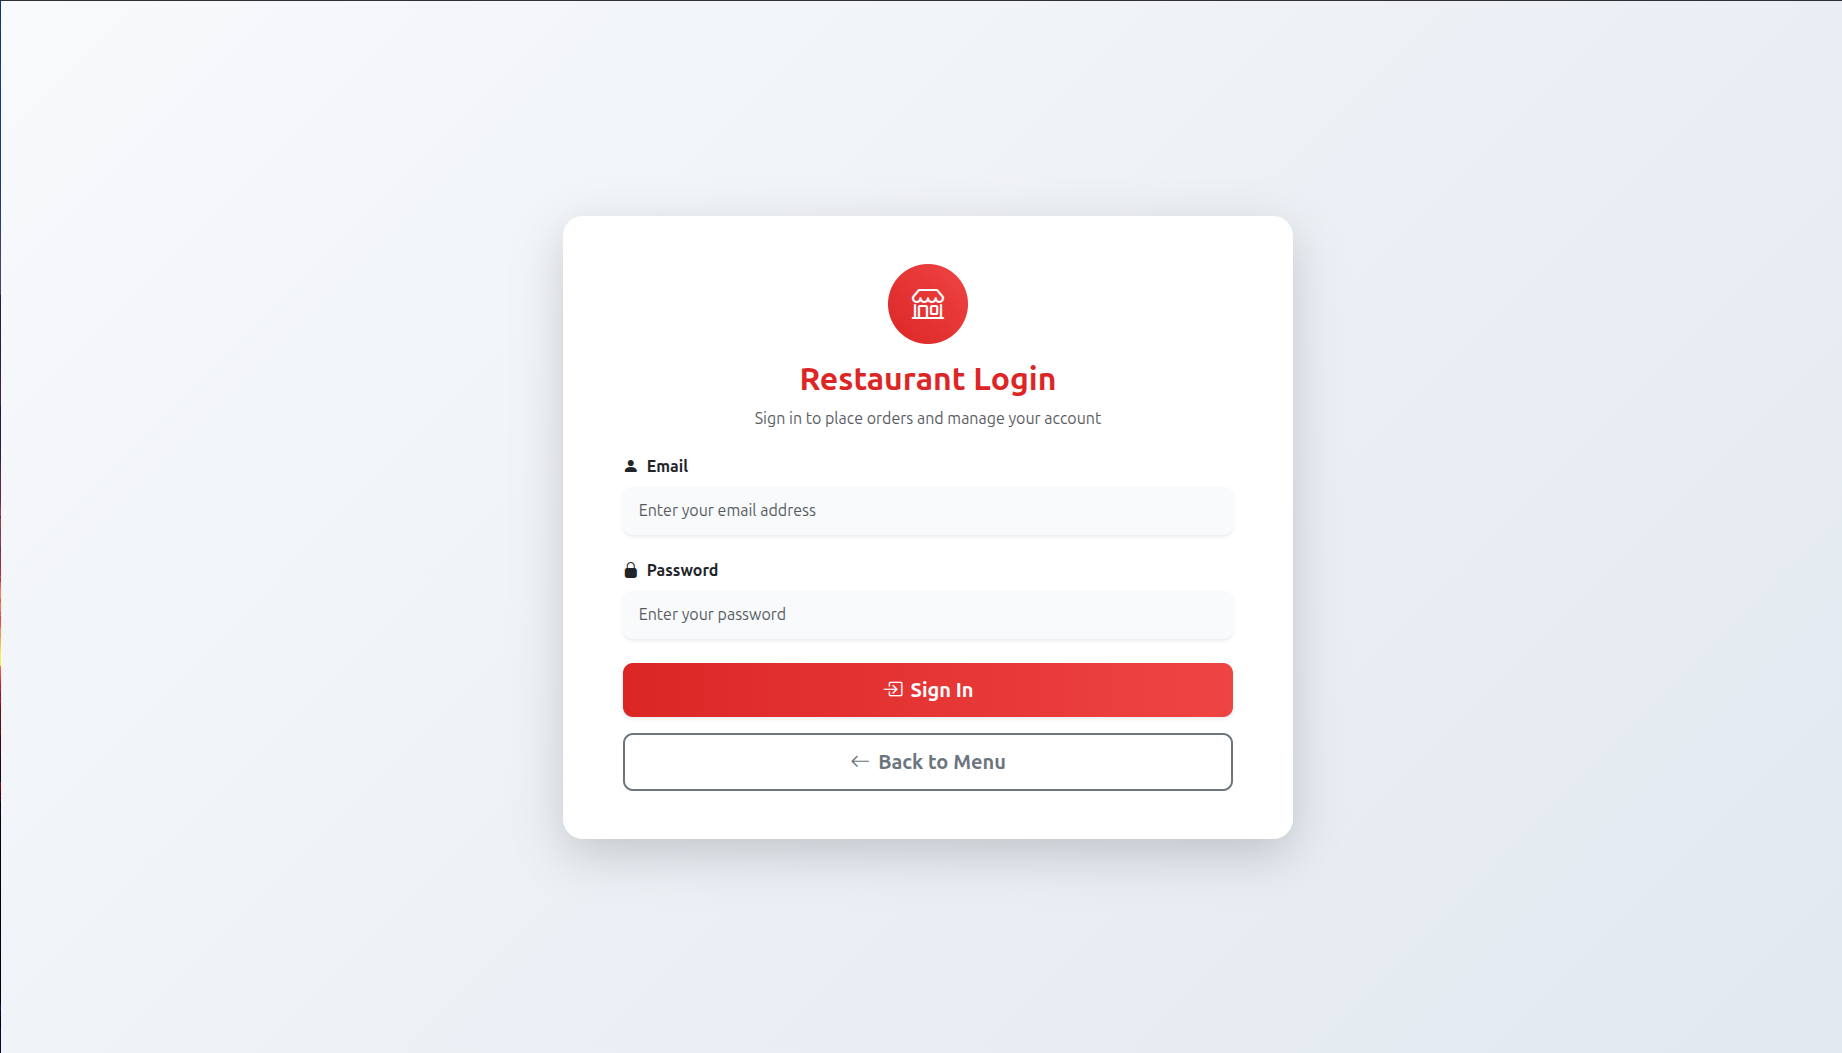 Restaurant Login
Sign in to place orders and manage your account
Email
Enter your email address
Password
Enter your password
Sign In
Back to Menu